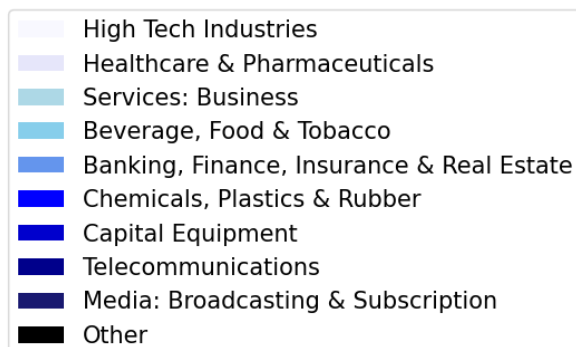 High Tech Industries
Healthcare & Pharmaceuticals
Services: Business
Beverage, Food & Tobacco
Banking, Finance, Insurance & Real Estate
Chemicals, Plastics & Rubber
Capital Equipment
Telecommunications
Media: Broadcasting & Subscription
Other